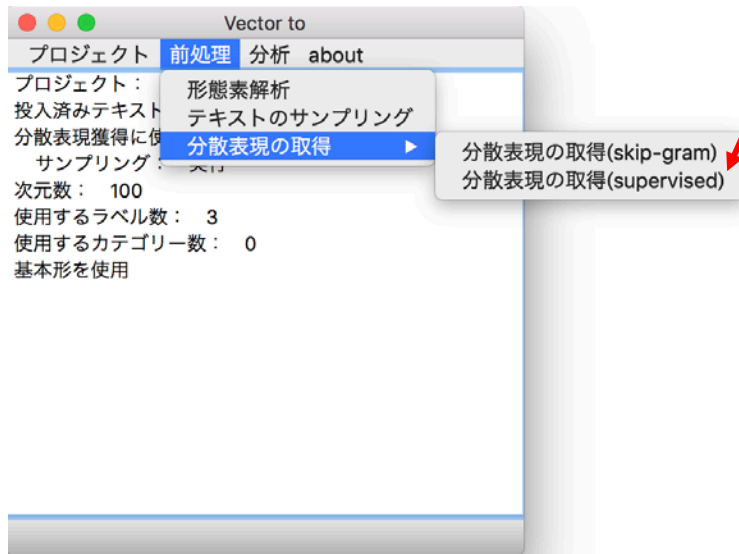 Vector to
プロジェクト 前処理 分析 about
プロジェクト：
形態素解析
投入済みテキスト
テキストのサンプリング
分散表現獲得に
分散表現の取得 ▶
分散表現の取得(skip-gram)
サンプリング：
分散表現の取得(supervised)
次元数： 100
使用するラベル数： 3
使用するカテゴリー数： 0
基本形を使用